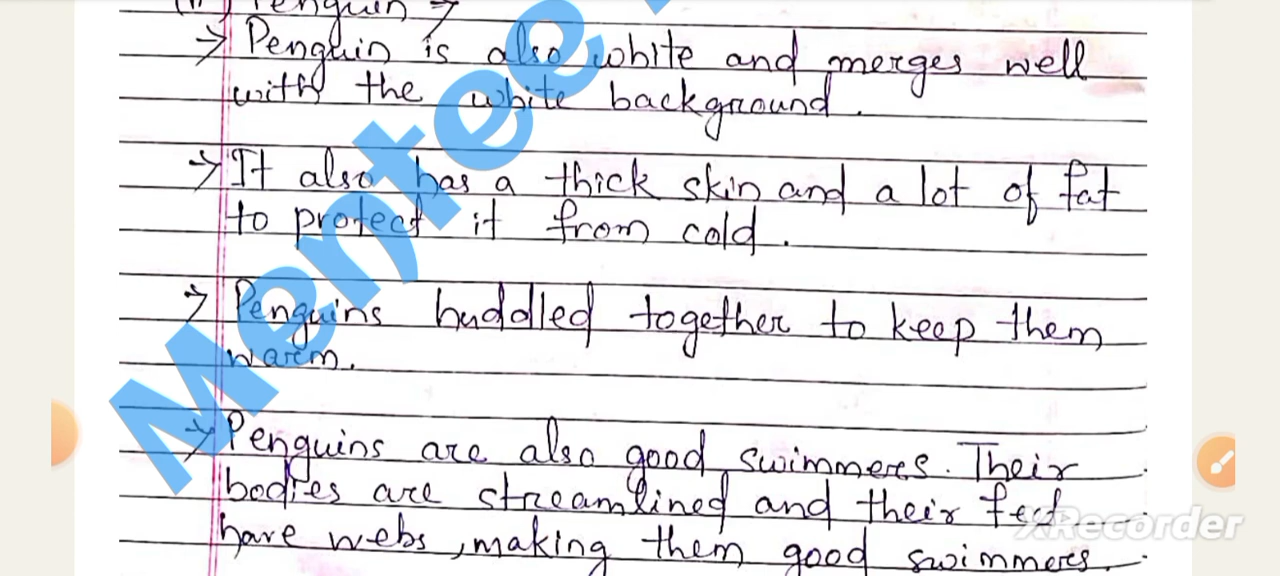 (ii) Penguin →
→ Penguin is also white and merges well
with the white background.
→ It also has a thick skin and a lot of fat
to protect it from cold.
→ Penguins huddled together to keep them
warm.
→ Penguins are also good swimmers. Their
bodies are streamlined and their feet
have webs, making them good swimmers.
Mentee
XRecorder